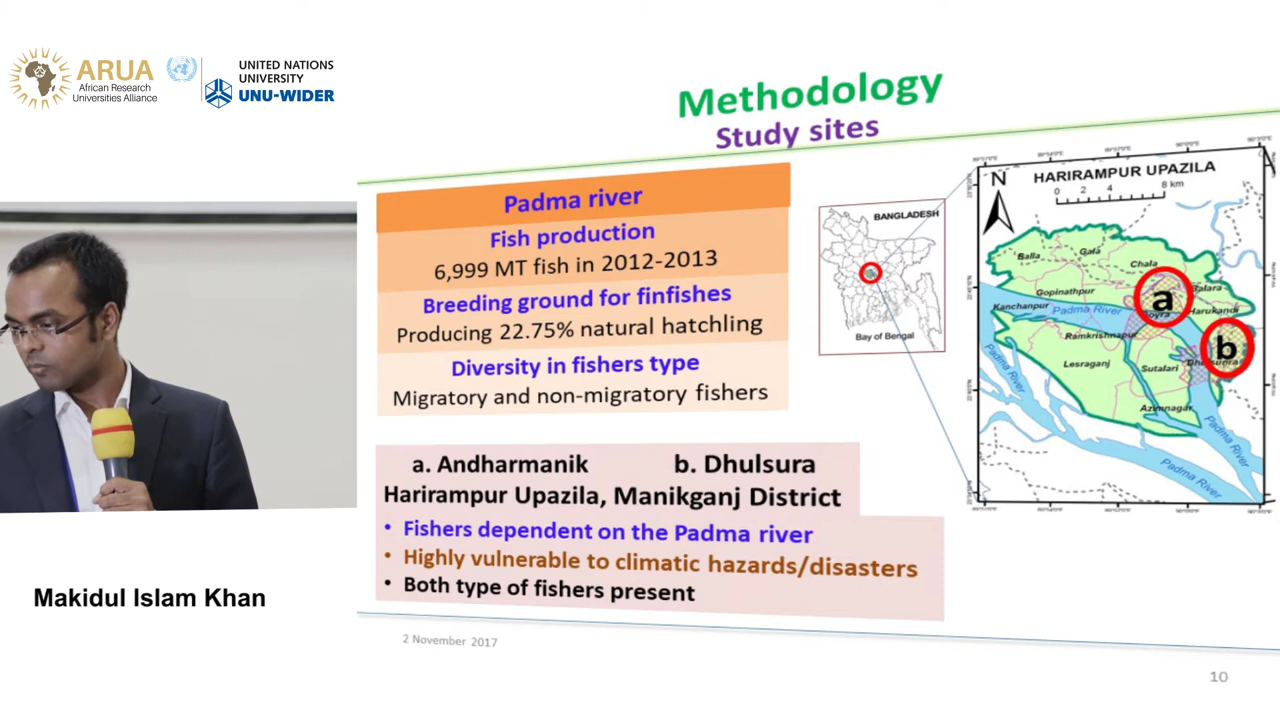 ARUA
African Research
Universities Alliance
UNITED NATIONS
UNIVERSITY
UNU-WIDER
Methodology
Study sites
Padma river
Fish production
6,999 MT fish in 2012-2013
Breeding ground for finfishes
Producing 22.75% natural hatchling
Diversity in fishers type
Migratory and non-migratory fishers
BANGLADESH
Bay of Bengal
N
HARIRAMPUR UPAZILA
0 2 4 8 km
Balla
Gala
Chala
Gopinathpur
a
Kanchanpur
Padma River
Harukandi
Ramkrishnapur
b
Lesraganj
Sutalari
Padma River
Azimnagar
Padma River
Padma River
a. Andharmanik b. Dhulsura
Harirampur Upazila, Manikganj District
• Fishers dependent on the Padma river
• Highly vulnerable to climatic hazards/disasters
• Both type of fishers present
Makidul Islam Khan
2 November 2017
10